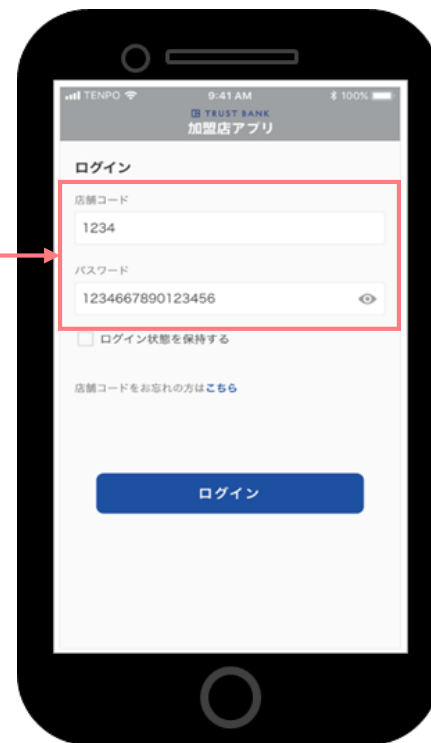 TENPO 9:41 AM 100%
TRUST BANK
加盟店アプリ
ログイン
店舗コード
1234
パスワード
1234667890123456
ログイン状態を保持する
店舗コードをお忘れの方はこちら
ログイン